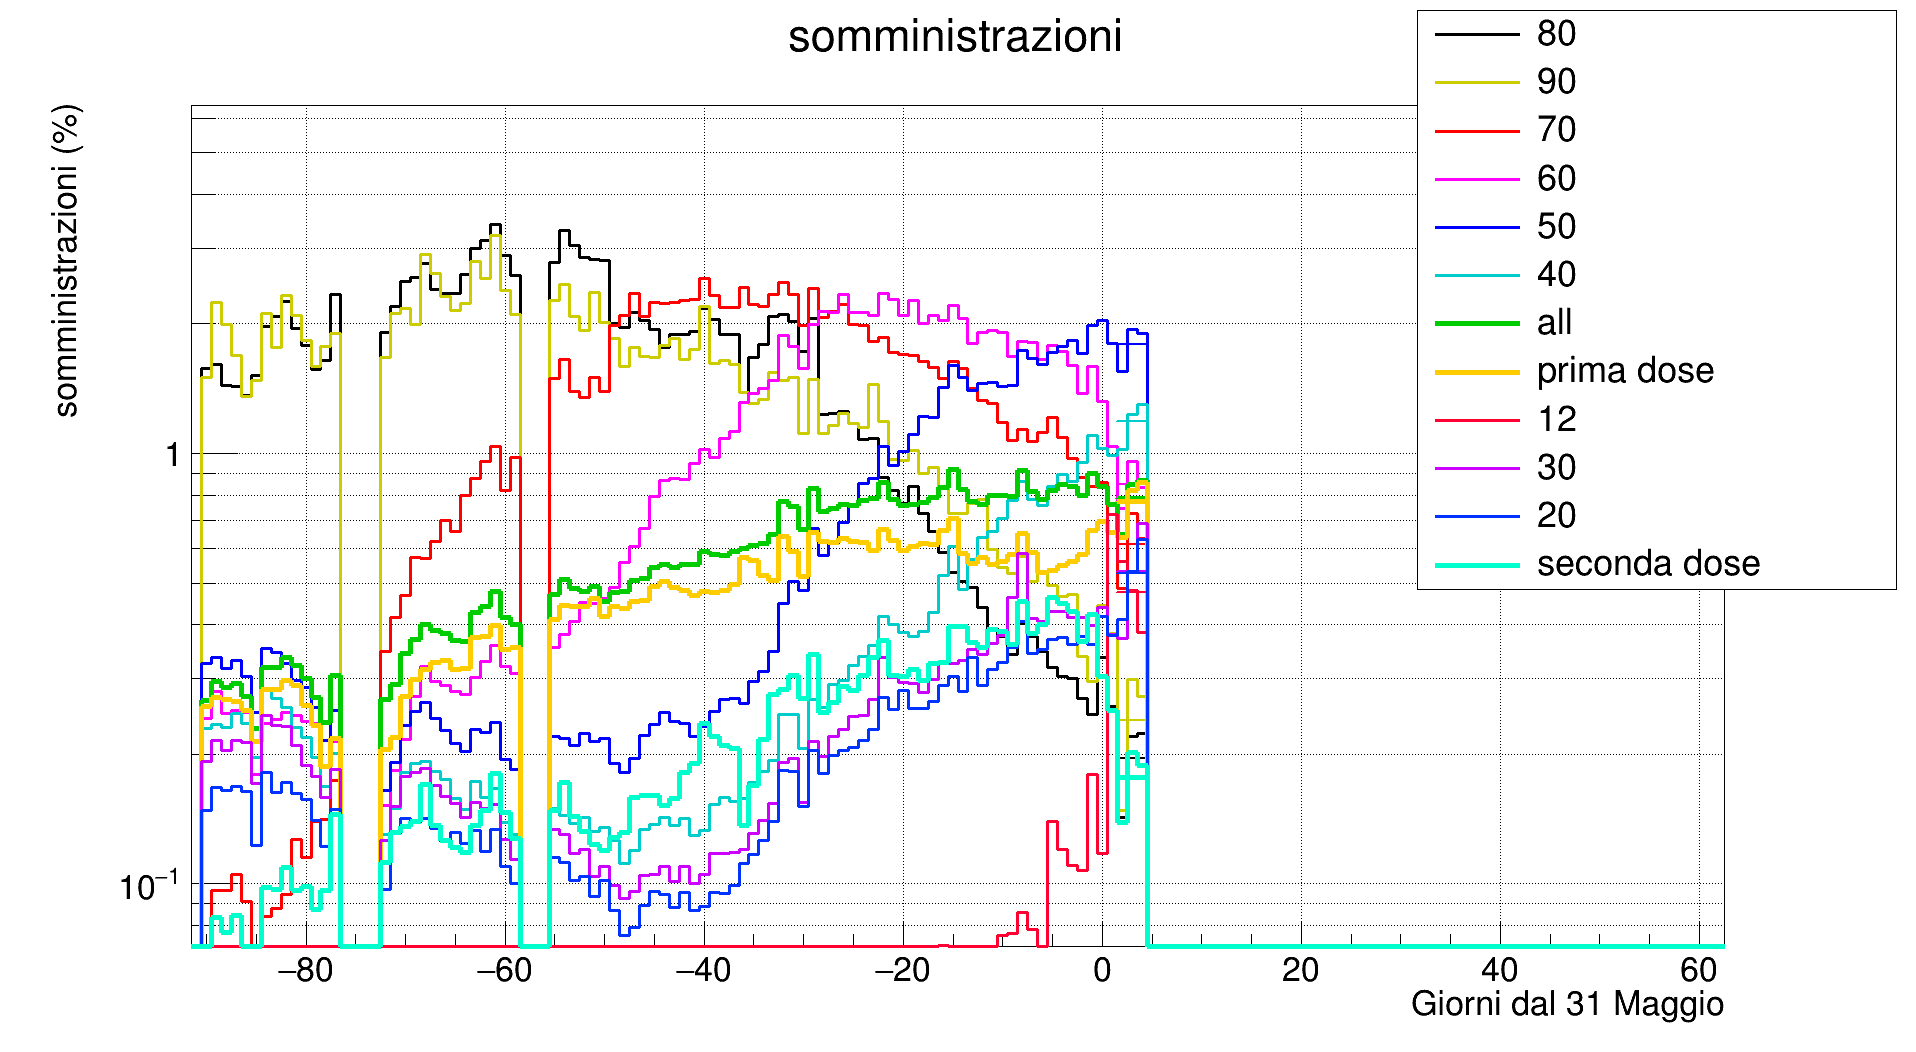 somministrazioni
80
90
70
60
50
40
all
prima dose
12
30
20
seconda dose
somministrazioni (%)
1
10⁻¹
−80 −60 −40 −20 0 20 40 60
Giorni dal 31 Maggio